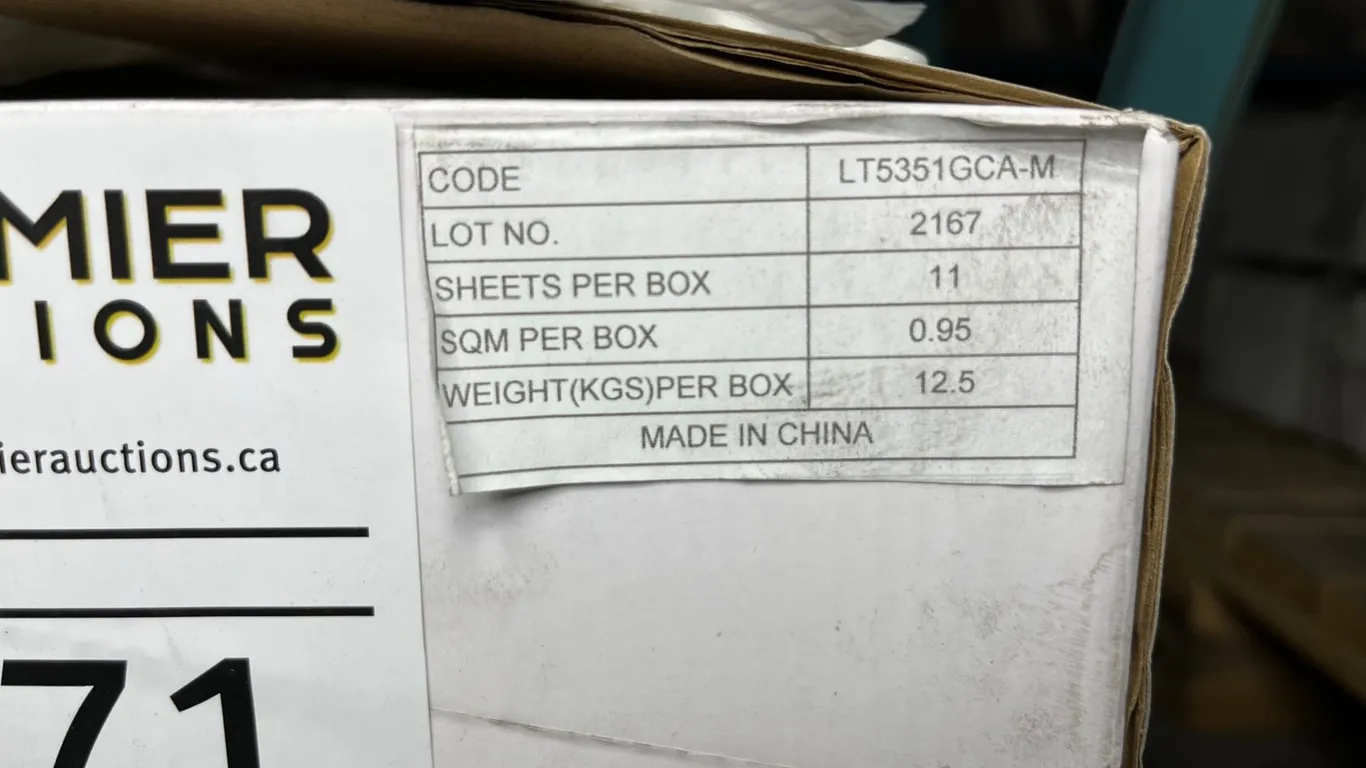 MIER
IONS
ierauctions.ca
71
CODE LT5351GCA-M
LOT NO. 2167
SHEETS PER BOX 11
SQM PER BOX 0.95
WEIGHT(KGS)PER BOX 12.5
MADE IN CHINA